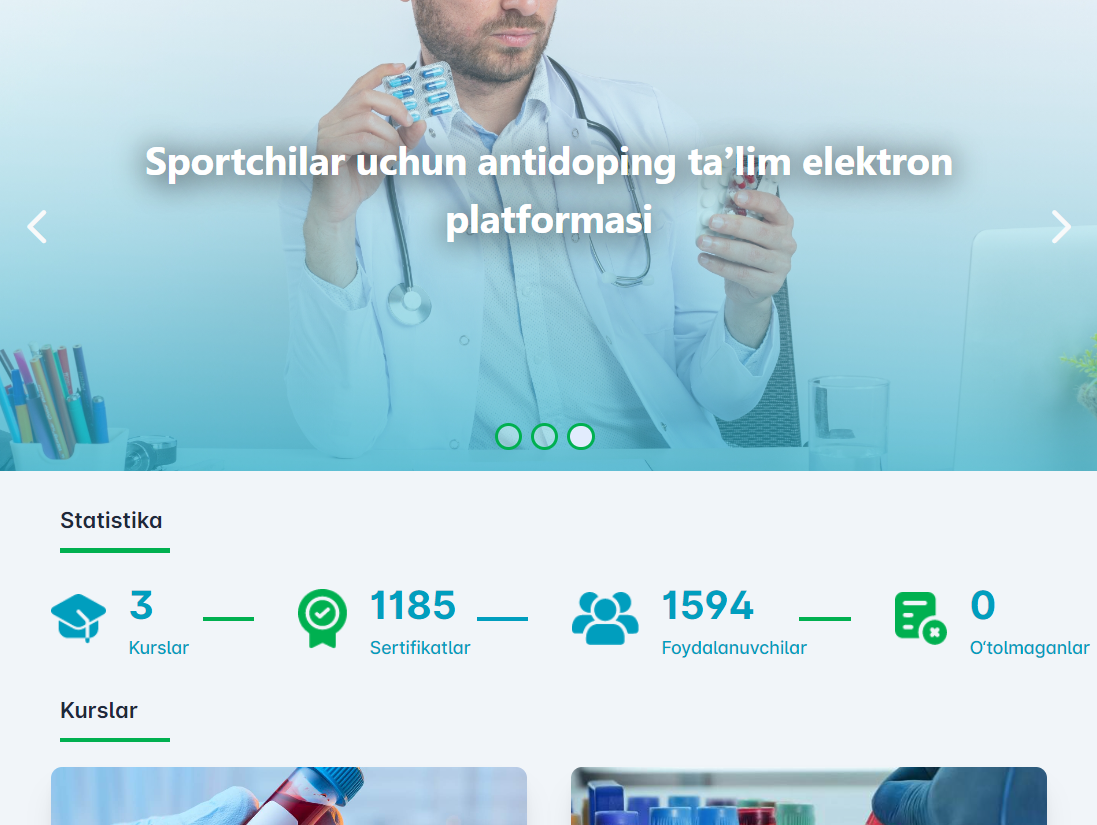 Sportchilar uchun antidoping ta’lim elektron
platformasi
Statistika
3
Kurslar
1185
Sertifikatlar
1594
Foydalanuvchilar
0
O‘tolmaganlar
Kurslar